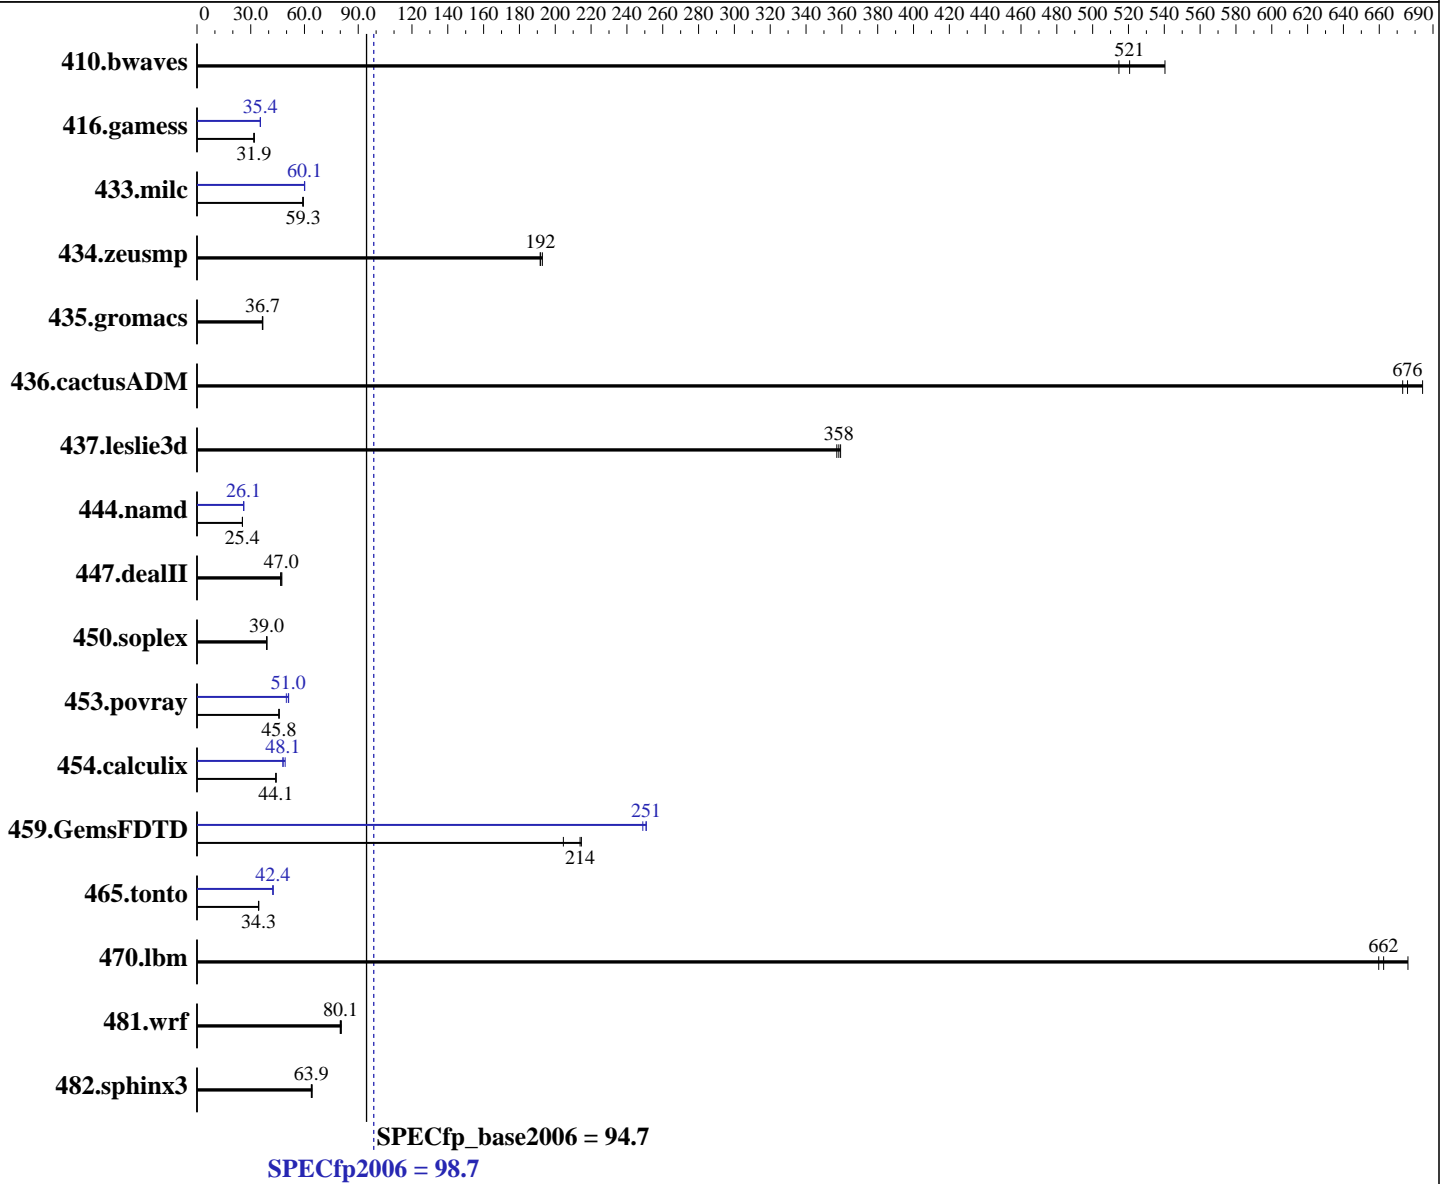 0 30.0 60.0 90.0 120 140 160 180 200 220 240 260 280 300 320 340 360 380 400 420 440 460 480 500 520 540 560 580 600 620 640 660 690
410.bwaves 521
416.gamess 35.4
31.9
433.milc 60.1
59.3
434.zeusmp 192
435.gromacs 36.7
436.cactusADM 676
437.leslie3d 358
444.namd 26.1
25.4
447.dealII 47.0
450.soplex 39.0
453.povray 51.0
45.8
454.calculix 48.1
44.1
459.GemsFDTD 251
214
465.tonto 42.4
34.3
470.lbm 662
481.wrf 80.1
482.sphinx3 63.9
SPECfp_base2006 = 94.7
SPECfp2006 = 98.7